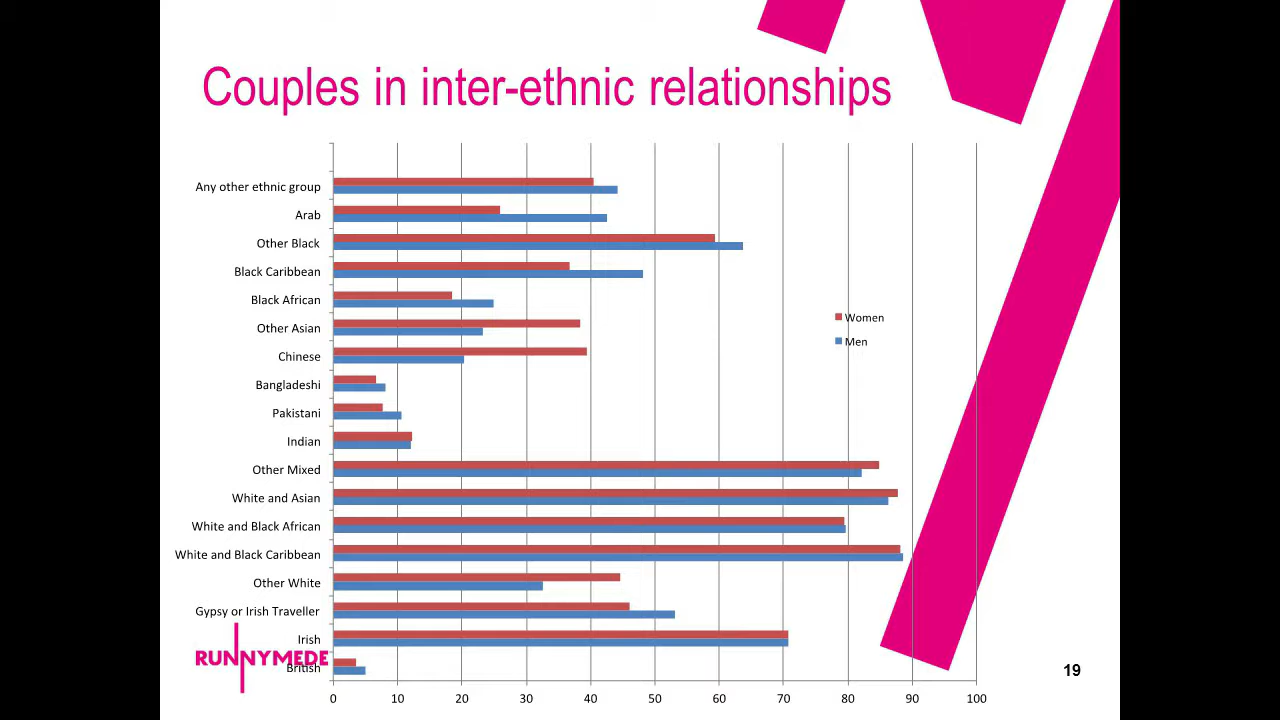 Couples in inter-ethnic relationships
Any other ethnic group
Arab
Other Black
Black Caribbean
Black African
Other Asian
Chinese
Bangladeshi
Pakistani
Indian
Other Mixed
White and Asian
White and Black African
White and Black Caribbean
Other White
Gypsy or Irish Traveller
Irish
British
Women
Men
RUNNYMEDE
0 10 20 30 40 50 60 70 80 90 100
19